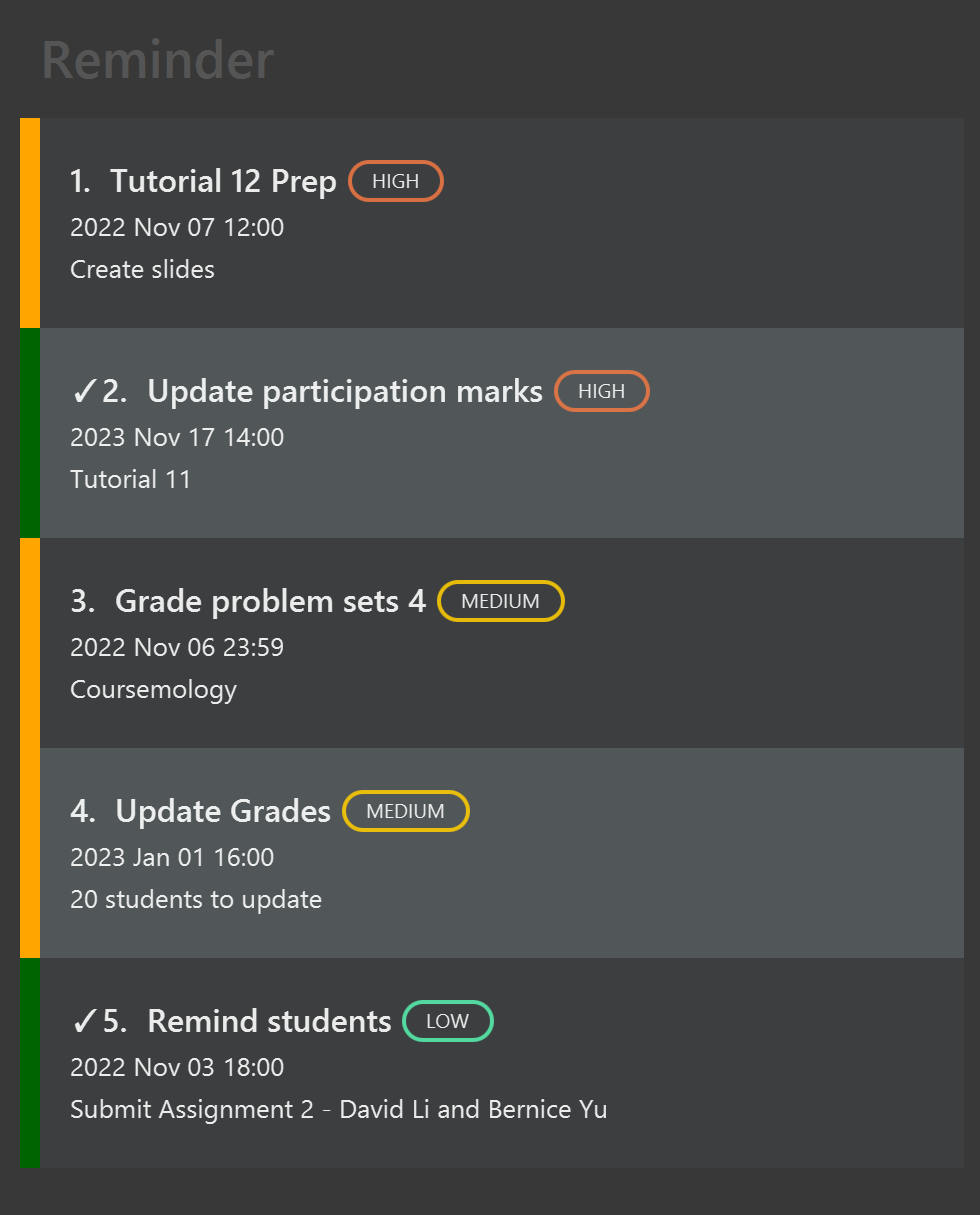 Reminder
1. Tutorial 12 Prep HIGH
2022 Nov 07 12:00
Create slides
✓2. Update participation marks HIGH
2023 Nov 17 14:00
Tutorial 11
3. Grade problem sets 4 MEDIUM
2022 Nov 06 23:59
Coursemology
4. Update Grades MEDIUM
2023 Jan 01 16:00
20 students to update
✓5. Remind students LOW
2022 Nov 03 18:00
Submit Assignment 2 - David Li and Bernice Yu